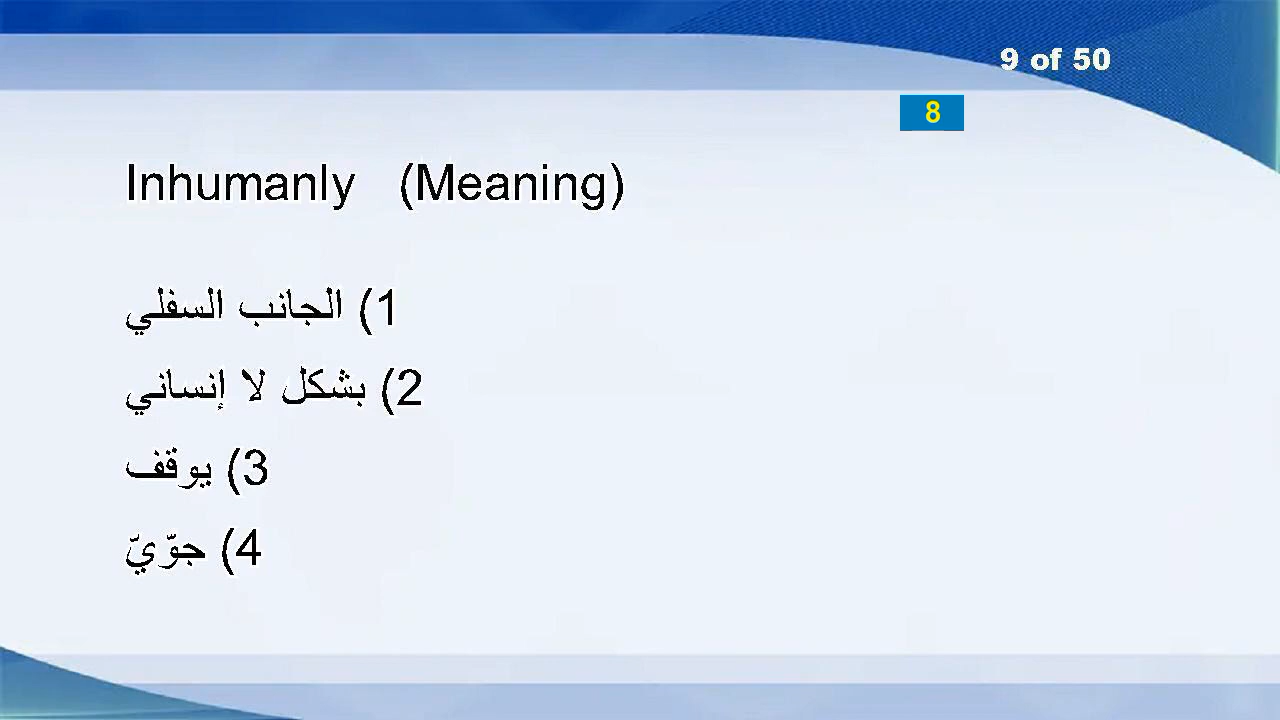 9 of 50
8
Inhumanly (Meaning)
1) الجانب السفلي
2) بشكل لا إنساني
3) يوقف
4) جوّيّ